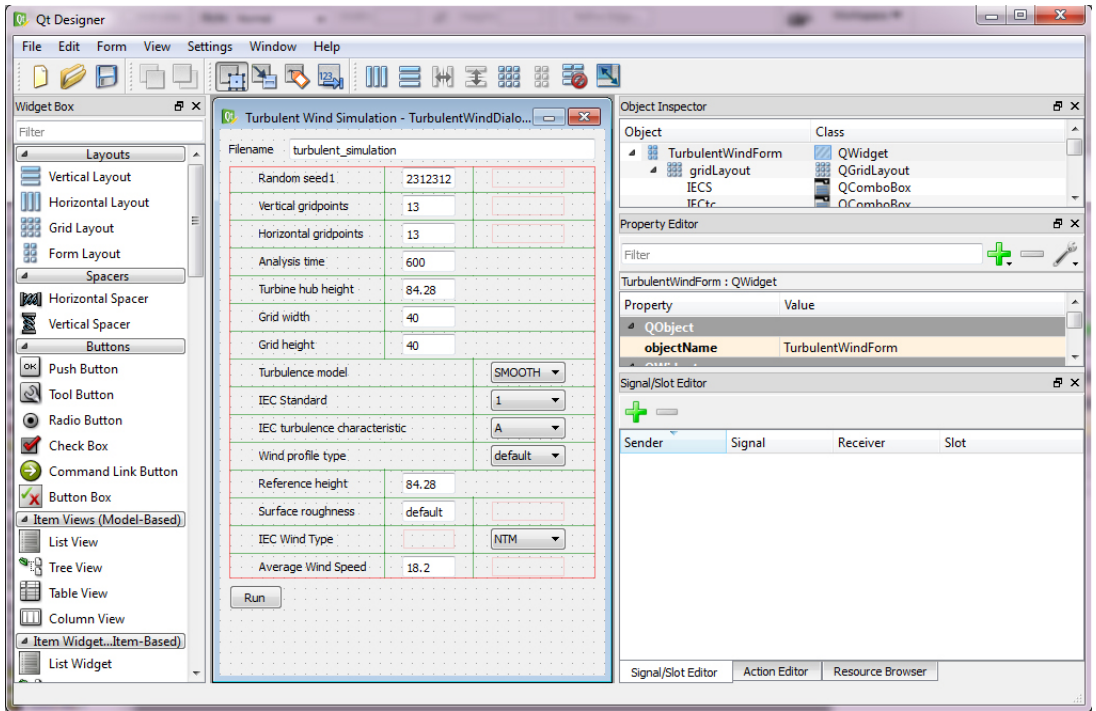 Qt Designer
File Edit Form View Settings Window Help
Widget Box
Filter
Layouts
Vertical Layout
Horizontal Layout
Grid Layout
Form Layout
Spacers
Horizontal Spacer
Vertical Spacer
Buttons
OK Push Button
Tool Button
Radio Button
Check Box
Command Link Button
Button Box
Item Views (Model-Based)
List View
Tree View
Table View
Column View
Item Widget...Item-Based)
List Widget
Turbulent Wind Simulation - TurbulentWindDialo...
Filename turbulent_simulation
Random seed1 2312312
Vertical gridpoints 13
Horizontal gridpoints 13
Analysis time 600
Turbine hub height 84.28
Grid width 40
Grid height 40
Turbulence model SMOOTH
IEC Standard 1
IEC turbulence characteristic A
Wind profile type default
Reference height 84.28
Surface roughness default
IEC Wind Type NTM
Average Wind Speed 18.2
Run
Object Inspector
Object Class
TurbulentWindForm QWidget
gridLayout QGridLayout
IECS QComboBox
IECtc QComboBox
Property Editor
Filter
TurbulentWindForm : QWidget
Property Value
QObject
objectName TurbulentWindForm
Signal/Slot Editor
Sender Signal Receiver Slot
Signal/Slot Editor Action Editor Resource Browser